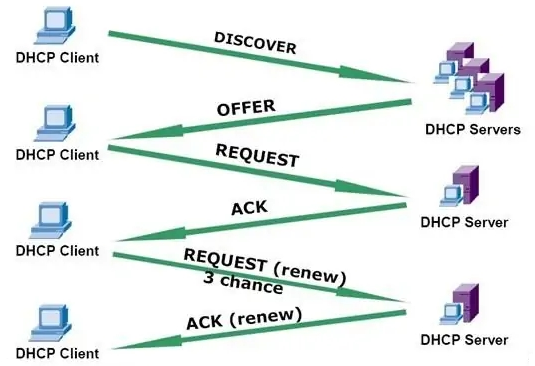 DHCP Client
DISCOVER
DHCP Servers
OFFER
DHCP Client
REQUEST
DHCP Server
ACK
DHCP Client
REQUEST (renew)
3 chance
DHCP Server
ACK (renew)
DHCP Client